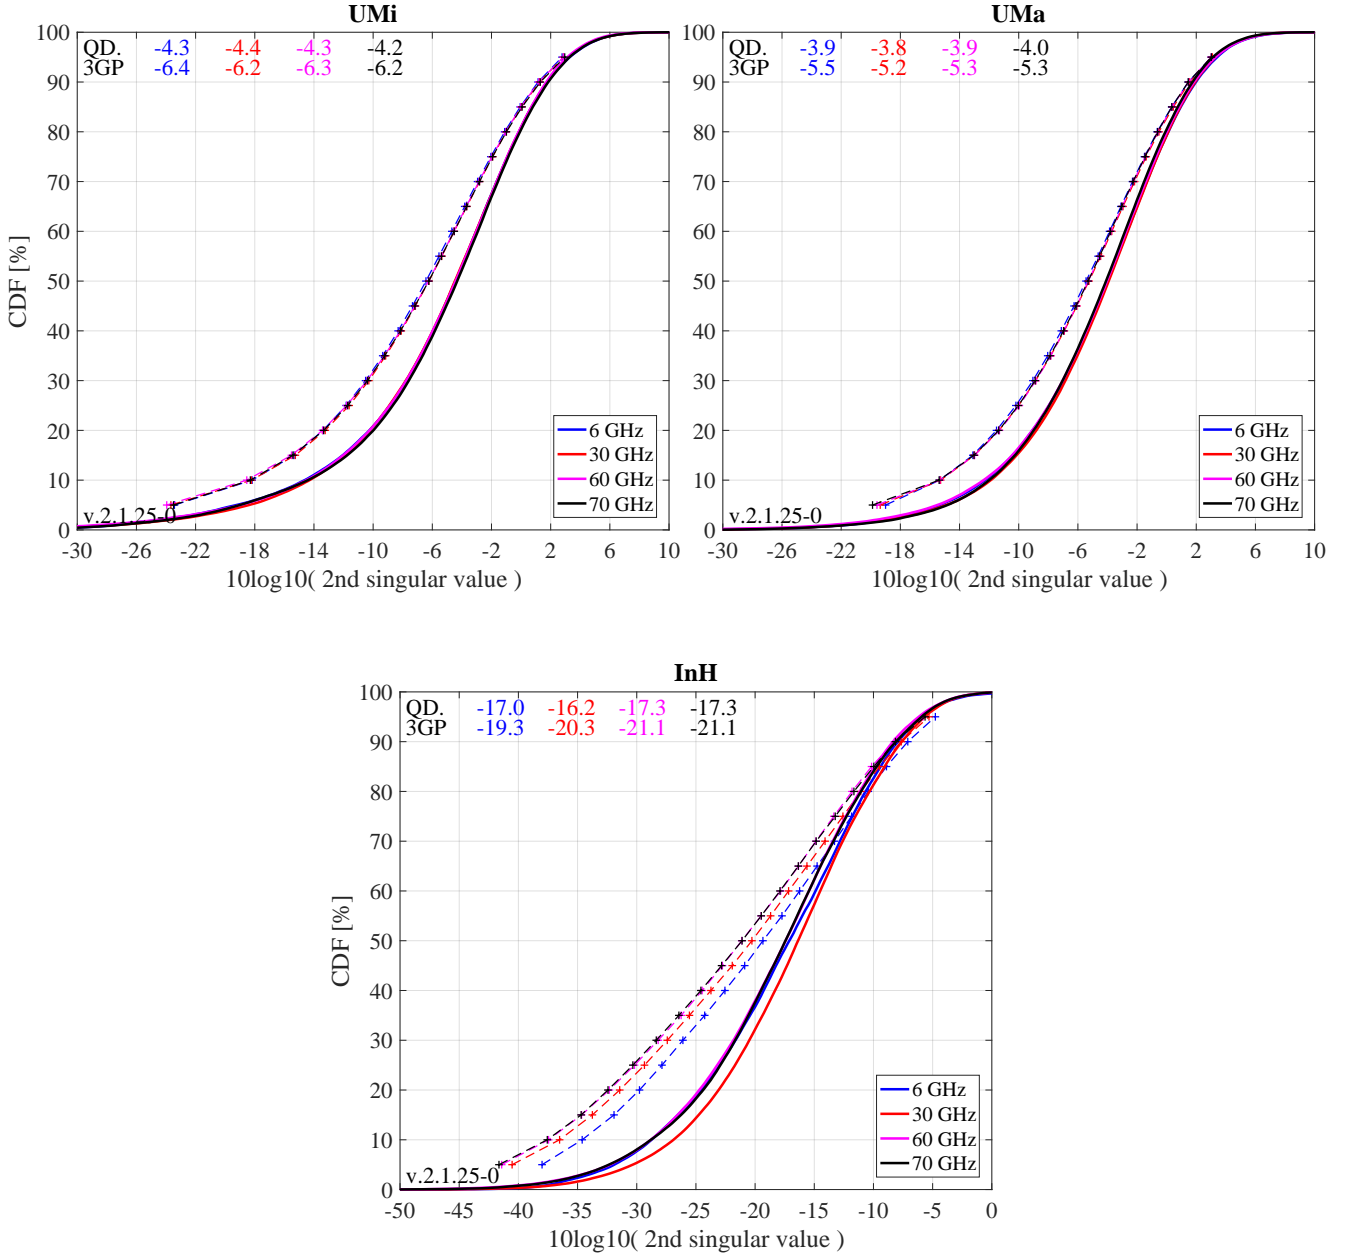 UMi
QD. -4.3 -4.4 -4.3 -4.2
3GP -6.4 -6.2 -6.3 -6.2
100
90
80
70
60
50
40
30
20
10
0
CDF [%]
6 GHz
30 GHz
60 GHz
70 GHz
v.2.1.25-0
-30 -26 -22 -18 -14 -10 -6 -2 2 6 10
10log10( 2nd singular value )
UMa
QD. -3.9 -3.8 -3.9 -4.0
3GP -5.5 -5.2 -5.3 -5.3
100
90
80
70
60
50
40
30
20
10
0
6 GHz
30 GHz
60 GHz
70 GHz
v.2.1.25-0
-30 -26 -22 -18 -14 -10 -6 -2 2 6 10
10log10( 2nd singular value )
InH
QD. -17.0 -16.2 -17.3 -17.3
3GP -19.3 -20.3 -21.1 -21.1
100
90
80
70
60
50
40
30
20
10
0
CDF [%]
6 GHz
30 GHz
60 GHz
70 GHz
v.2.1.25-0
-50 -45 -40 -35 -30 -25 -20 -15 -10 -5 0
10log10( 2nd singular value )